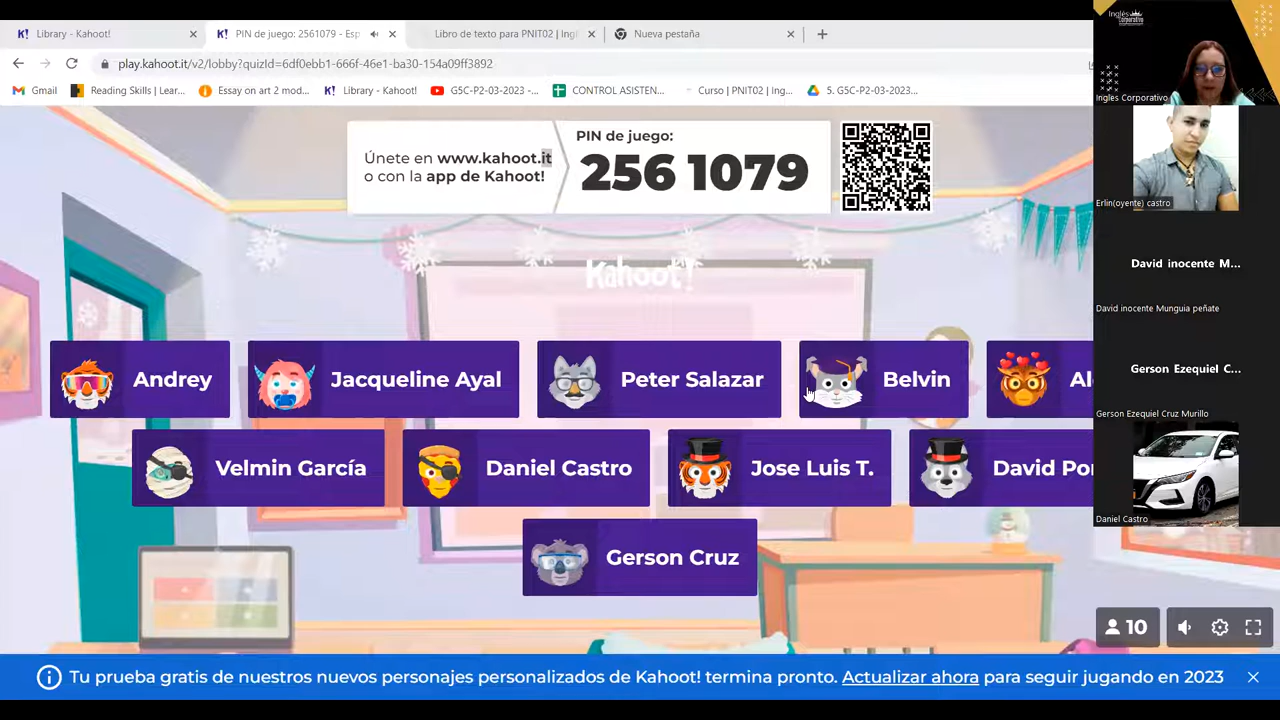 Library - Kahoot!
PIN de juego: 2561079 - Esp
Libro de texto para PNIT02 | Ingl
Nueva pestaña
play.kahoot.it/v2/lobby?quizId=6df0ebb1-666f-46e1-ba30-154a09ff3892
Gmail
Reading Skills | Lear...
Essay on art 2 mod...
Library - Kahoot!
G5C-P2-03-2022 -...
CONTROL ASISTEN...
Curso | PNIT02 | Ing...
5. G5C-P2-03-2023...
Únete en www.kahoot.it
o con la app de Kahoot!
PIN de juego:
256 1079
Kahoot!
Andrey
Jacqueline Ayal
Peter Salazar
Belvin
Velmin García
Daniel Castro
Jose Luis T.
David Por
Gerson Cruz
10
Tu prueba gratis de nuestros nuevos personajes personalizados de Kahoot! termina pronto. Actualizar ahora para seguir jugando en 2023
Inglés
Corporativo
Ingles Corporativo
Erlin(oyente) castro
David inocente M...
David inocente Munguia peñate
Gerson Ezequiel C...
Gerson Ezequiel Cruz Murillo
Daniel Castro